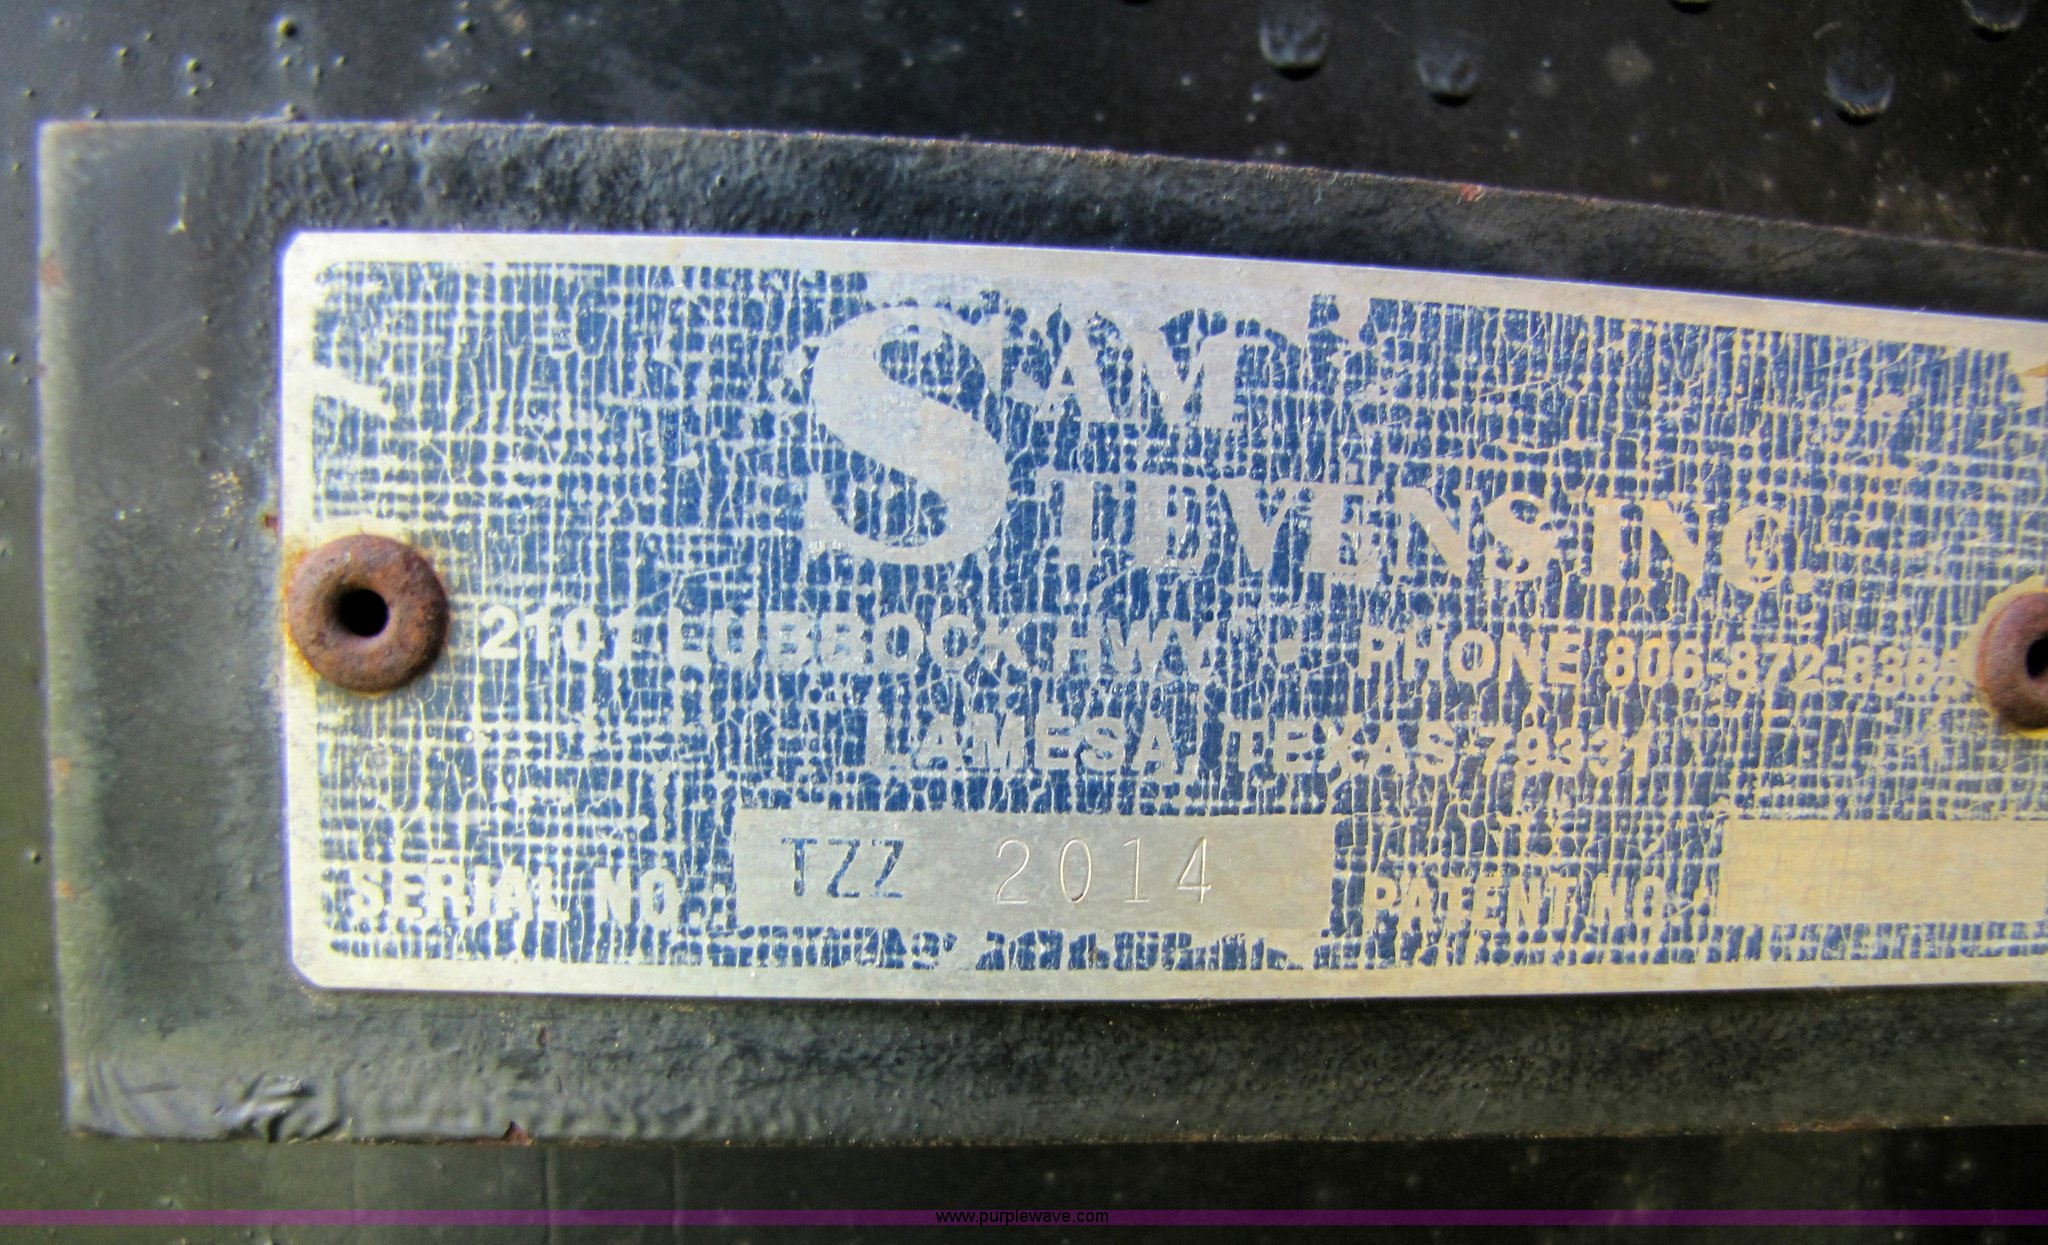 SAM
STEVENS INC.
2101 LUBBOCK HWY. PHONE 806-872-8365
LAMESA, TEXAS 79331
SERIAL NO. TZZ 2014 PATENT NO.
www.purplewave.com